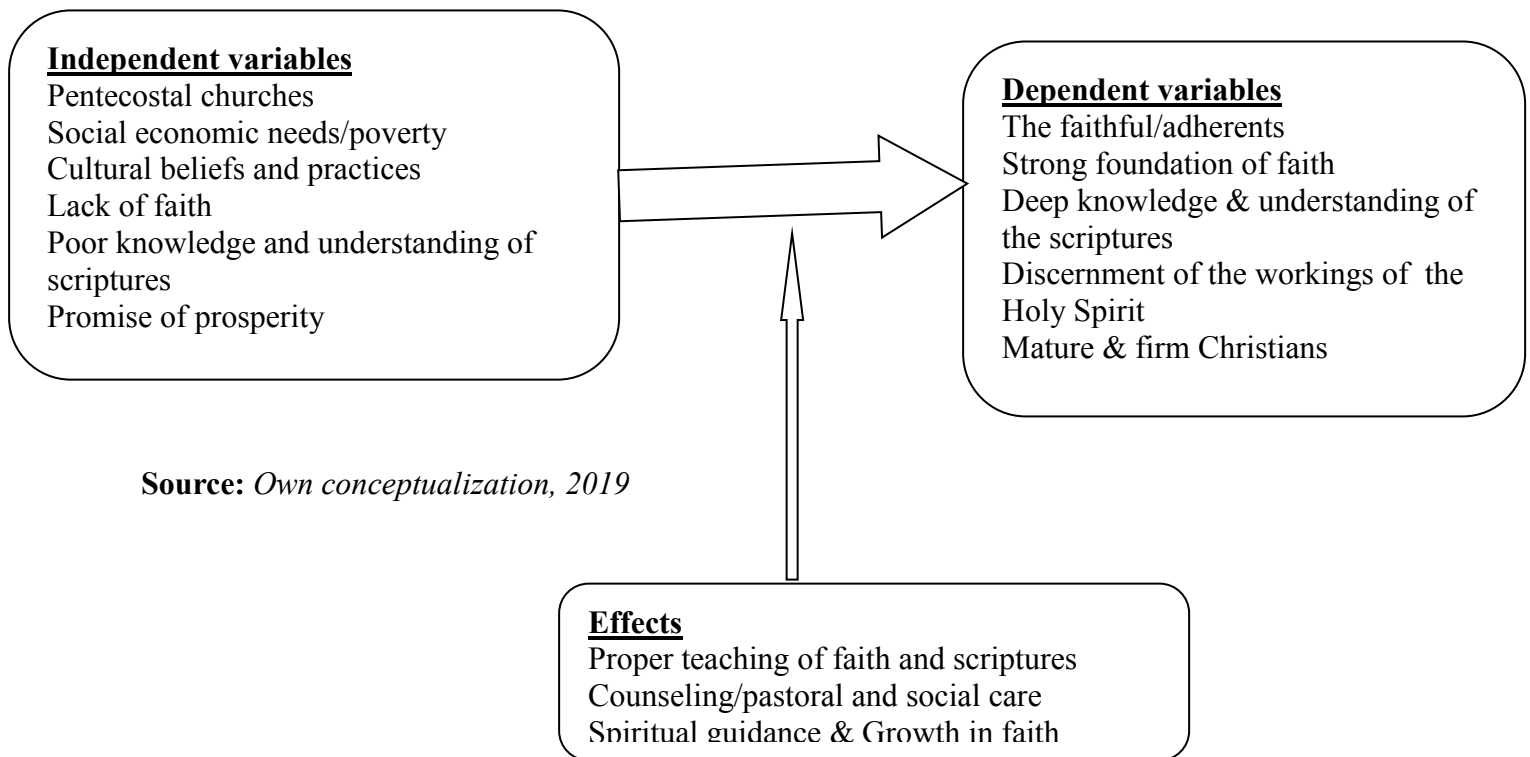 Independent variables
Pentecostal churches
Social economic needs/poverty
Cultural beliefs and practices
Lack of faith
Poor knowledge and understanding of
scriptures
Promise of prosperity
Dependent variables
The faithful/adherents
Strong foundation of faith
Deep knowledge & understanding of
the scriptures
Discernment of the workings of the
Holy Spirit
Mature & firm Christians
Source: Own conceptualization, 2019
Effects
Proper teaching of faith and scriptures
Counseling/pastoral and social care
Spiritual guidance & Growth in faith